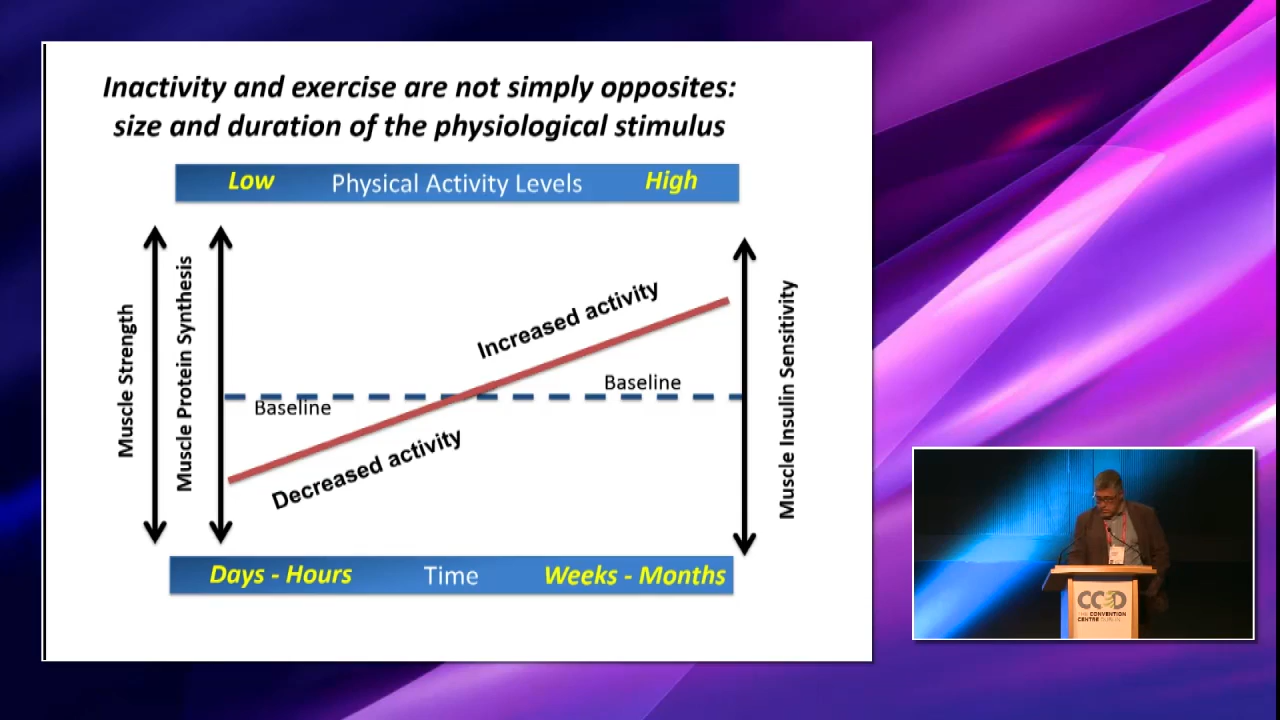 Inactivity and exercise are not simply opposites:
size and duration of the physiological stimulus
Low Physical Activity Levels High
Muscle Strength
Muscle Protein Synthesis
Increased activity
Baseline
Baseline
Decreased activity
Muscle Insulin Sensitivity
Days - Hours Time Weeks - Months
CCD
THE CONVENTION
CENTRE DUBLIN